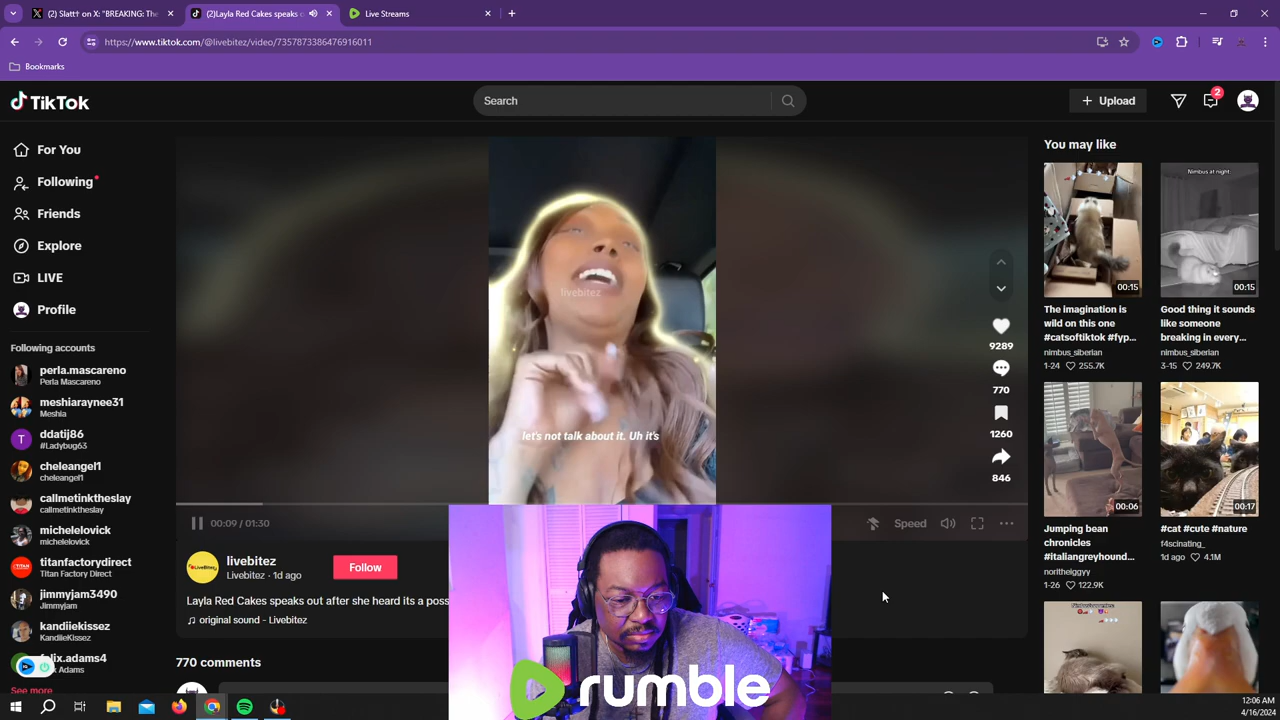 (2) Slatt† on X: "BREAKING: The
(2)Layla Red Cakes speaks o
Live Streams
https://www.tiktok.com/@livebitez/video/7357873386476916011
Bookmarks
TikTok
Search
Upload
2
For You
Following
Friends
Explore
LIVE
Profile
Following accounts
perla.mascareno
Perla Mascareno
meshiaraynee31
Meshia
T
ddatij86
#Ladybug63
cheleangel1
cheleangel1
callmetinktheslay
callmetinktheslay
michelelovick
michelelovick
titanfactorydirect
Titan Factory Direct
jimmyjam3490
Jimmyjam
kandiiekissez
KandiieKissez
felix.adams4
Adams
See more
livebitez
let's not talk about it. Uh it's
9289
770
1260
846
00:09 / 01:30
Speed
LiveBitez
livebitez
Livebitez · 1d ago
Follow
Layla Red Cakes speaks out after she heard its a poss
original sound - Livebitez
770 comments
rumble
You may like
00:15
The imagination is
wild on this one
#catsoftiktok #fyp...
nimbus_siberian
1-24 255.7K
Nimbus at night:
00:15
Good thing it sounds
like someone
breaking in every...
nimbus_siberian
3-15 249.7K
00:06
Jumping bean
chronicles
#italiangreyhound...
noritheiggyy
1-26 122.9K
00:17
#cat #cute #nature
f4scinating_
1d ago 4.1M
12:06 AM
4/16/2024